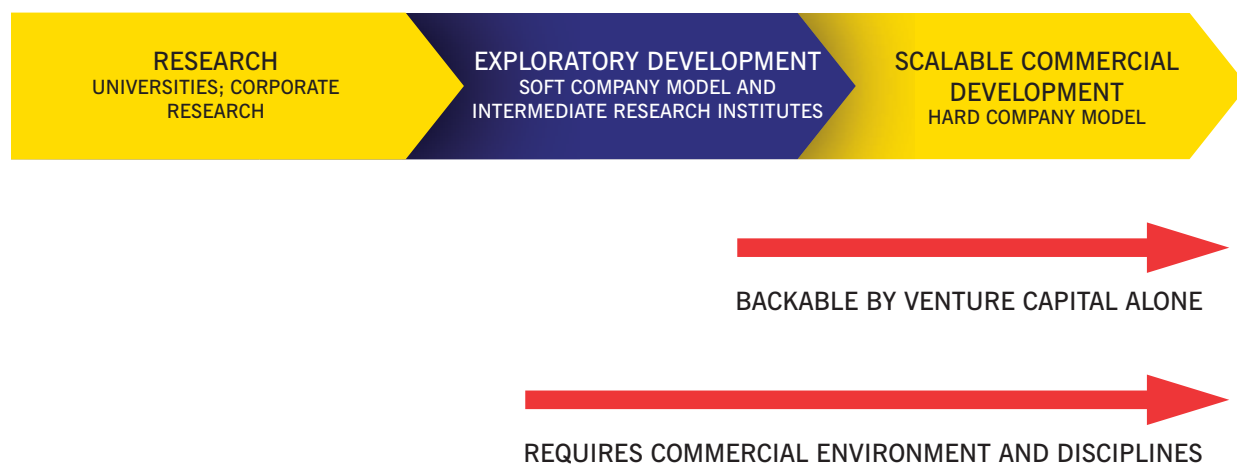 RESEARCH
UNIVERSITIES; CORPORATE
RESEARCH
EXPLORATORY DEVELOPMENT
SOFT COMPANY MODEL AND
INTERMEDIATE RESEARCH INSTITUTES
SCALABLE COMMERCIAL
DEVELOPMENT
HARD COMPANY MODEL
BACKABLE BY VENTURE CAPITAL ALONE
REQUIRES COMMERCIAL ENVIRONMENT AND DISCIPLINES